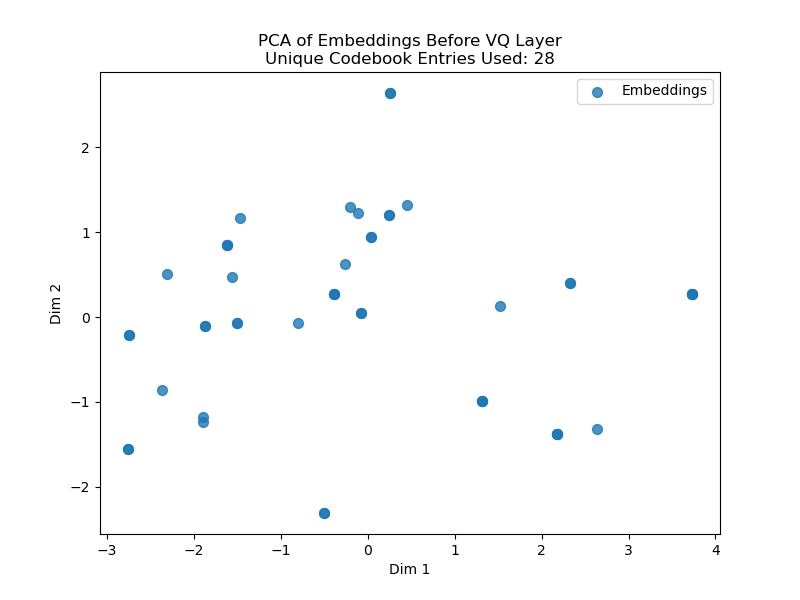 PCA of Embeddings Before VQ Layer
Unique Codebook Entries Used: 28
Embeddings
2
1
0
−1
−2
Dim 2
−3
−2
−1
0
1
2
3
4
Dim 1